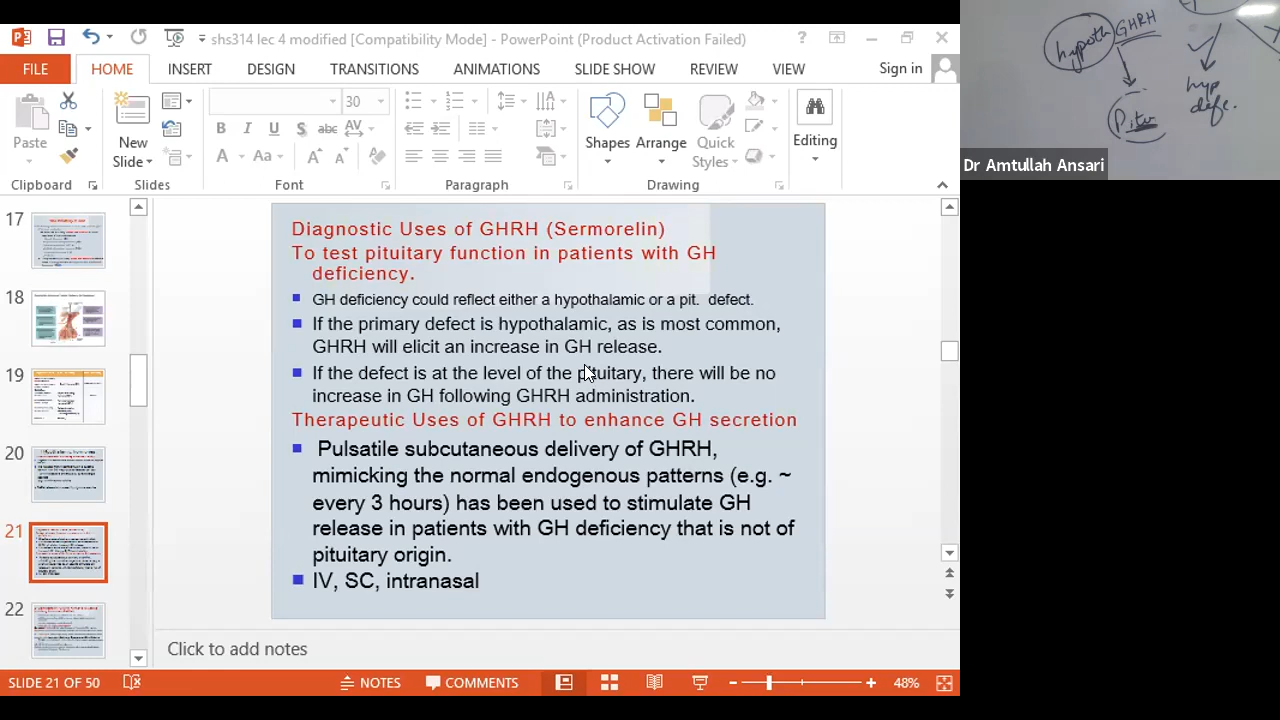 shs314 lec 4 modified [Compatibility Mode] - PowerPoint (Product Activation Failed)
FILE HOME INSERT DESIGN TRANSITIONS ANIMATIONS SLIDE SHOW REVIEW VIEW Sign in
30
Paste New Slide Shapes Arrange Quick Styles Editing
B I U S abc AV
A Aa A A
Clipboard Slides Font Paragraph Drawing
17
18
19
20
21
22
Diagnostic Uses of GHRH (Sermorelin)
To test pituitary function in patients with GH
deficiency.
GH deficiency could reflect either a hypothalamic or a pit. defect.
If the primary defect is hypothalamic, as is most common,
GHRH will elicit an increase in GH release.
If the defect is at the level of the pituitary, there will be no
increase in GH following GHRH administration.
Therapeutic Uses of GHRH to enhance GH secretion
Pulsatile subcutaneous delivery of GHRH,
mimicking the normal endogenous patterns (e.g. ~
every 3 hours) has been used to stimulate GH
release in patients with GH deficiency that is not of
pituitary origin.
IV, SC, intranasal
Click to add notes
SLIDE 21 OF 50 NOTES COMMENTS 48%
hypoth GHRH
Pitu
hyp
defe.
Dr Amtullah Ansari